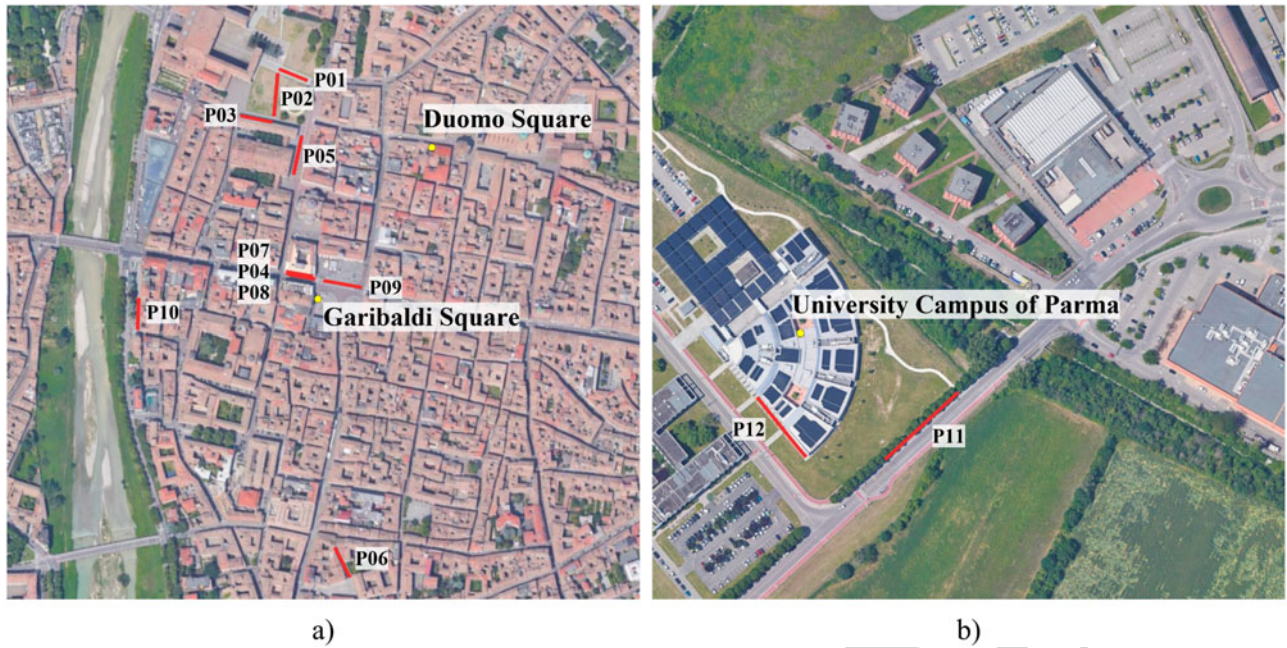 P01
P02
P03
Duomo Square
P05
P07
P04
P08
P09
P10
Garibaldi Square
P06
University Campus of Parma
P12
P11
a)
b)